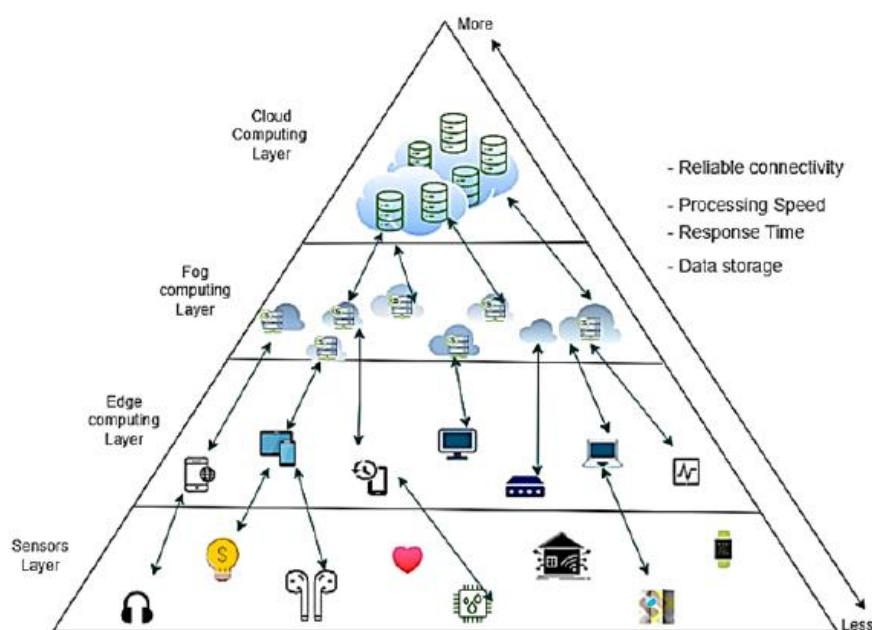 More
Cloud
Computing
Layer
- Reliable connectivity
- Processing Speed
- Response Time
- Data storage
Fog
computing
Layer
Edge
computing
Layer
Sensors
Layer
$
Less